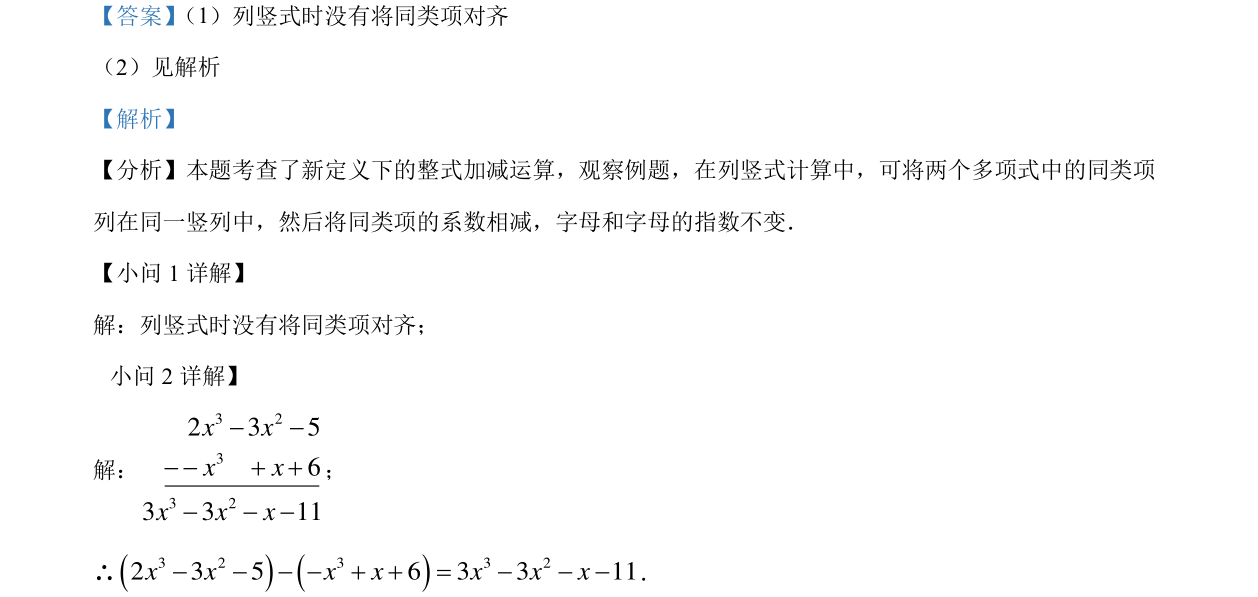 【答案】（1）列竖式时没有将同类项对齐
（2）见解析
【解析】
【分析】本题考查了新定义下的整式加减运算，观察例题，在列竖式计算中，可将两个多项式中的同类项
列在同一竖列中，然后将同类项的系数相减，字母和字母的指数不变．
【小问 1 详解】
解：列竖式时没有将同类项对齐；
小问 2 详解】
2x³ −3x² −5
解： −−x³ +x+6；
3x³ −3x² −x−11
∴(2x³ −3x² −5)−(−x³ +x+6)=3x³ −3x² −x−11．